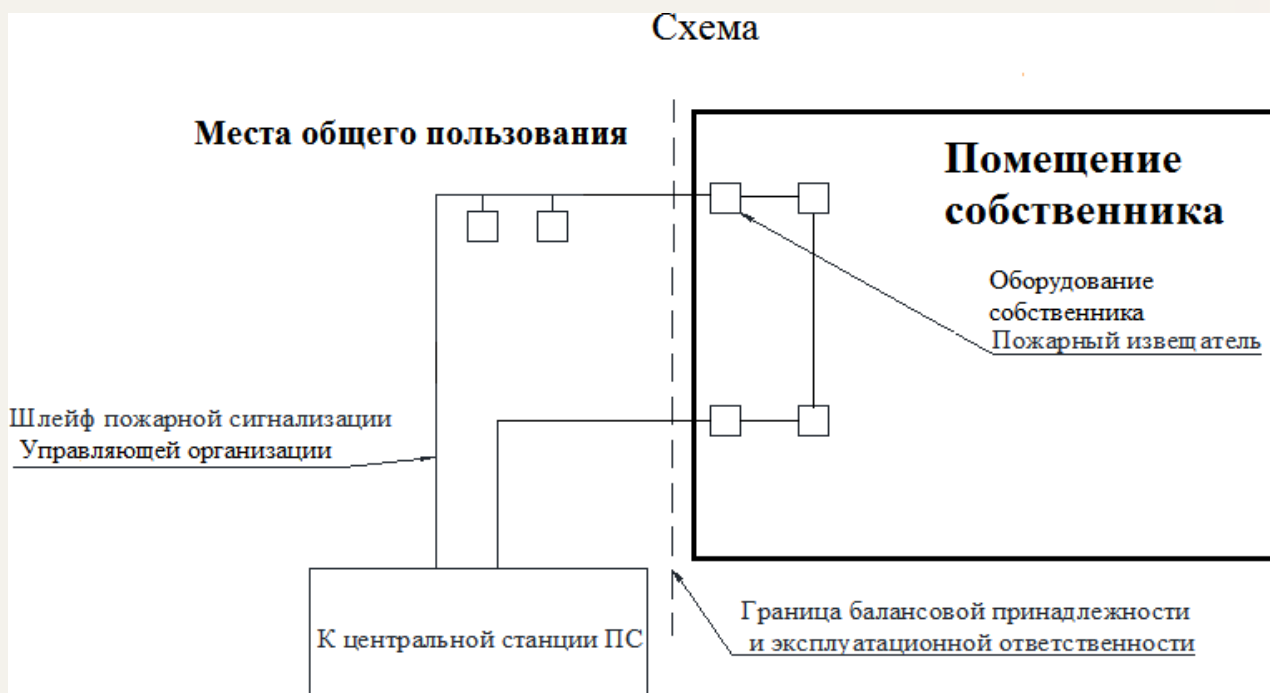 Схема
Места общего пользования
Помещение
собственника
Оборудование
собственника
Пожарный извещатель
Шлейф пожарной сигнализации
Управляющей организации
Граница балансовой принадлежности
и эксплуатационной ответственности
К центральной станции ПС